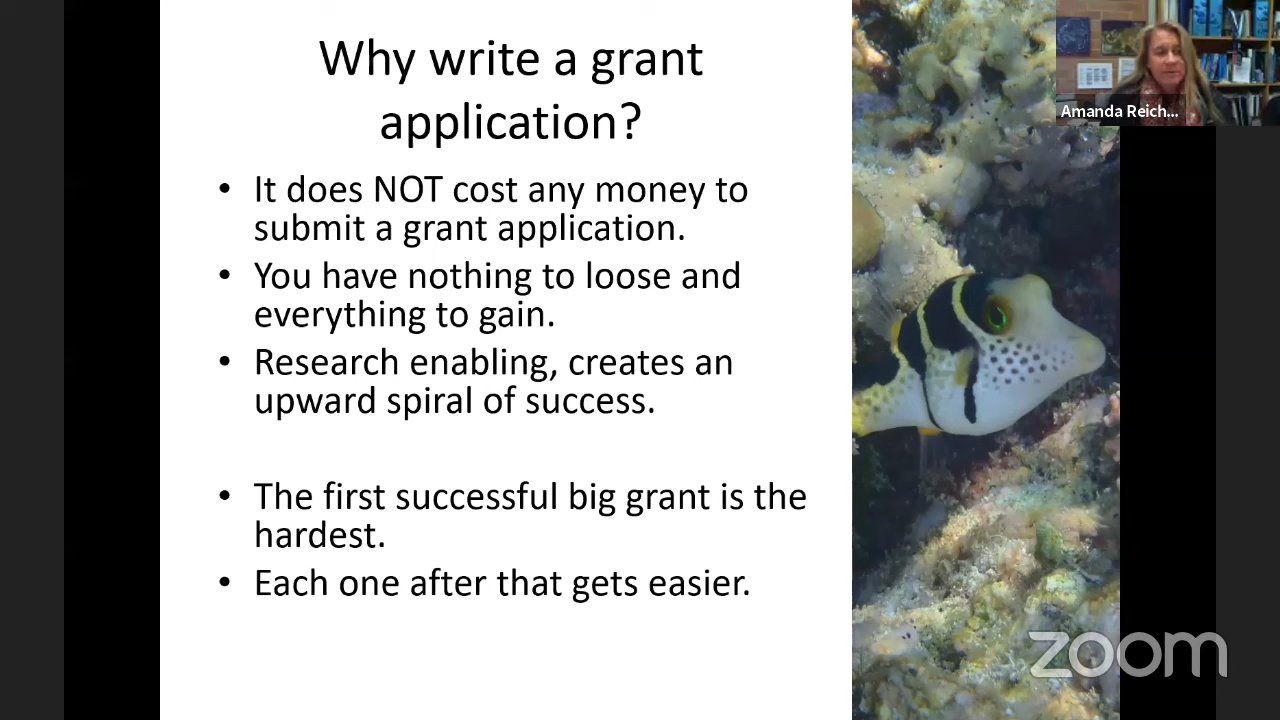 Why write a grant
application?
• It does NOT cost any money to
submit a grant application.
• You have nothing to loose and
everything to gain.
• Research enabling, creates an
upward spiral of success.
• The first successful big grant is the
hardest.
• Each one after that gets easier.
Amanda Reich...
zoom